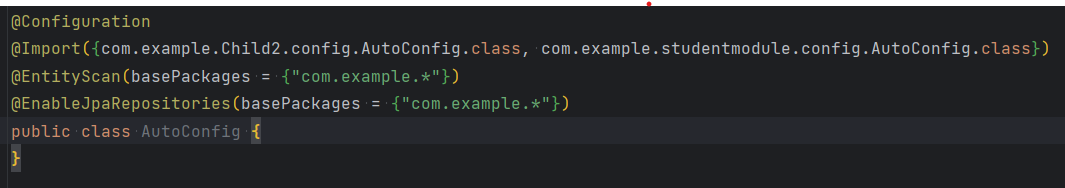 @Configuration
@Import({com.example.Child2.config.AutoConfig.class, com.example.studentmodule.config.AutoConfig.class})
@EntityScan(basePackages = {"com.example.*"})
@EnableJpaRepositories(basePackages = {"com.example.*"})
public class AutoConfig {
}